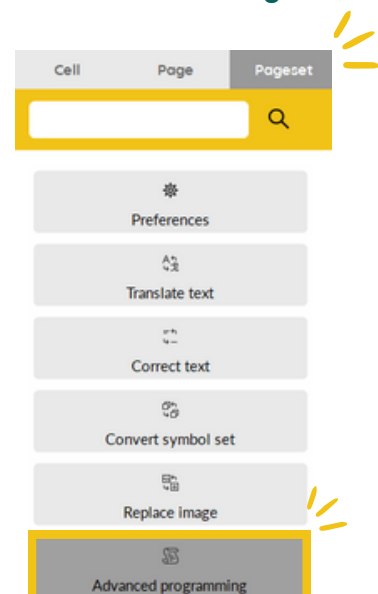 Cell Page Pageset
Preferences
Translate text
Correct text
Convert symbol set
Replace image
Advanced programming